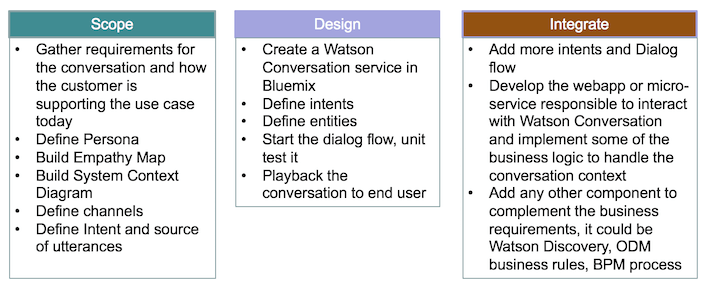 Scope
• Gather requirements for
the conversation and how
the customer is
supporting the use case
today
• Define Persona
• Build Empathy Map
• Build System Context
Diagram
• Define channels
• Define Intent and source
of utterances
Design
• Create a Watson
Conversation service in
Bluemix
• Define intents
• Define entities
• Start the dialog flow, unit
test it
• Playback the
conversation to end user
Integrate
• Add more intents and Dialog
flow
• Develop the webapp or micro-
service responsible to interact
with Watson Conversation
and implement some of the
business logic to handle the
conversation context
• Add any other component to
complement the business
requirements, it could be
Watson Discovery, ODM
business rules, BPM process